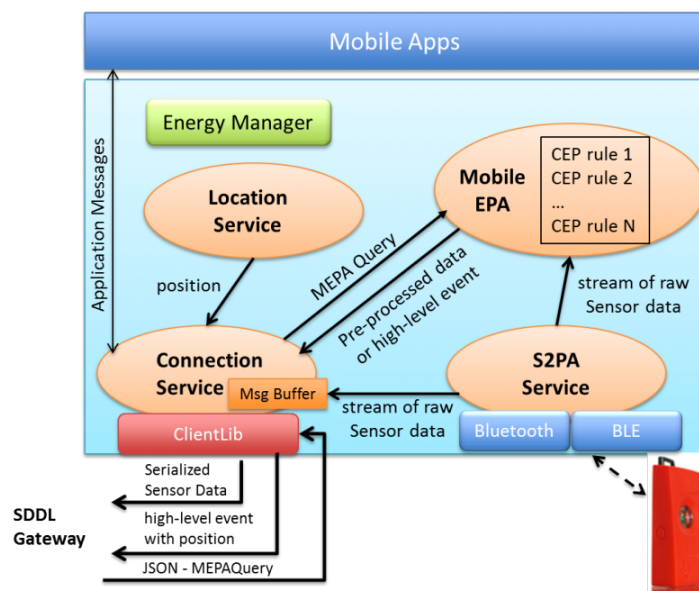 Mobile Apps
Application Messages
Energy Manager
Location
Service
Mobile
EPA
CEP rule 1
CEP rule 2
...
CEP rule N
position
MEPA Query
Pre-processed data
or high-level event
stream of raw
Sensor data
Connection
Service
Msg Buffer
ClientLib
stream of raw
Sensor data
S2PA
Service
Bluetooth
BLE
Serialized
Sensor Data
SDDL
Gateway
high-level event
with position
JSON - MEPAQuery